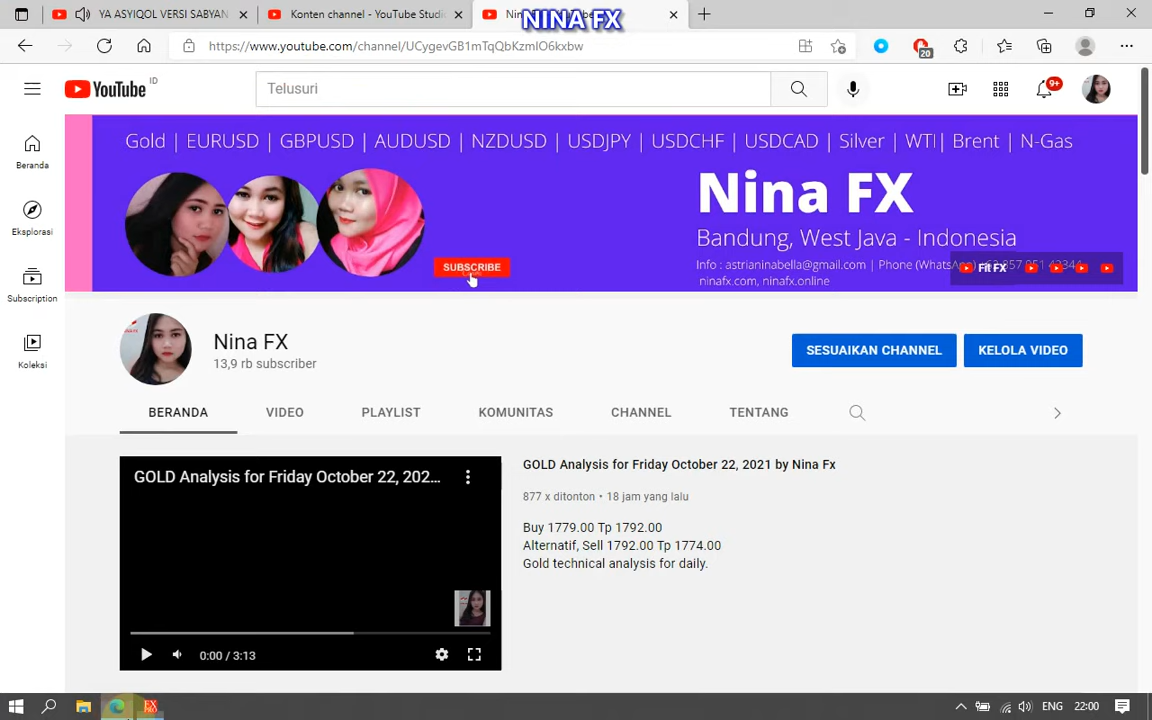 YA ASYIQOL VERSI SABYAN
Konten channel - YouTube Studio
NINA FX
https://www.youtube.com/channel/UCygevGB1mTqQbKzmIO6kxbw
20
YouTube ID
Telusuri
9+
Beranda
Eksplorasi
Subscription
Koleksi
Gold | EURUSD | GBPUSD | AUDUSD | NZDUSD | USDJPY | USDCHF | USDCAD | Silver | WTI | Brent | N-Gas
Nina FX
Bandung, West Java - Indonesia
Info : astrianinabella@gmail.com | Phone (WhatsApp)
ninafx.com, ninafx.online
Fit FX
SUBSCRIBE
Nina FX
13,9 rb subscriber
SESUAIKAN CHANNEL
KELOLA VIDEO
BERANDA
VIDEO
PLAYLIST
KOMUNITAS
CHANNEL
TENTANG
GOLD Analysis for Friday October 22, 202...
0:00 / 3:13
GOLD Analysis for Friday October 22, 2021 by Nina Fx
877 x ditonton • 18 jam yang lalu
Buy 1779.00 Tp 1792.00
Alternatif, Sell 1792.00 Tp 1774.00
Gold technical analysis for daily.
ENG
22:00